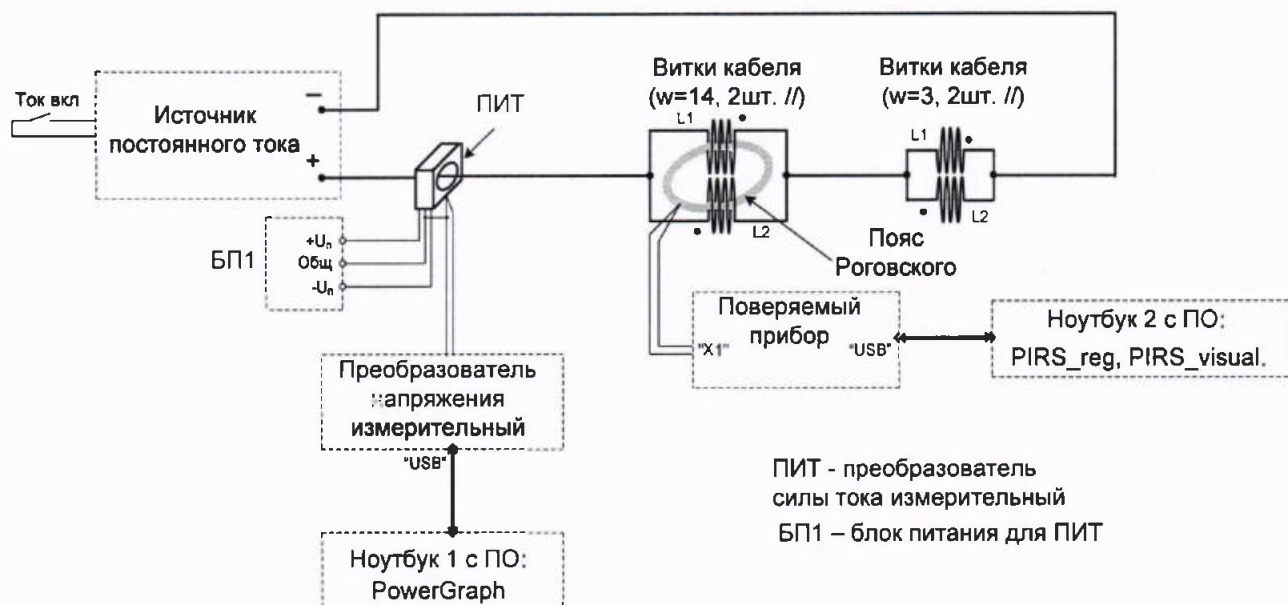 Витки кабеля
(w=14, 2шт. //)
Витки кабеля
(w=3, 2шт. //)
Ток вкл
Источник
постоянного тока
–
+
ПИТ
L1
L2
L1
L2
Пояс
Роговского
БП1
+Uп
Общ
-Uп
Поверяемый
прибор
"X1"
"USB"
Ноутбук 2 с ПО:
PIRS_reg, PIRS_visual.
Преобразователь
напряжения
измерительный
"USB"
Ноутбук 1 с ПО:
PowerGraph
ПИТ - преобразователь
силы тока измерительный
БП1 – блок питания для ПИТ